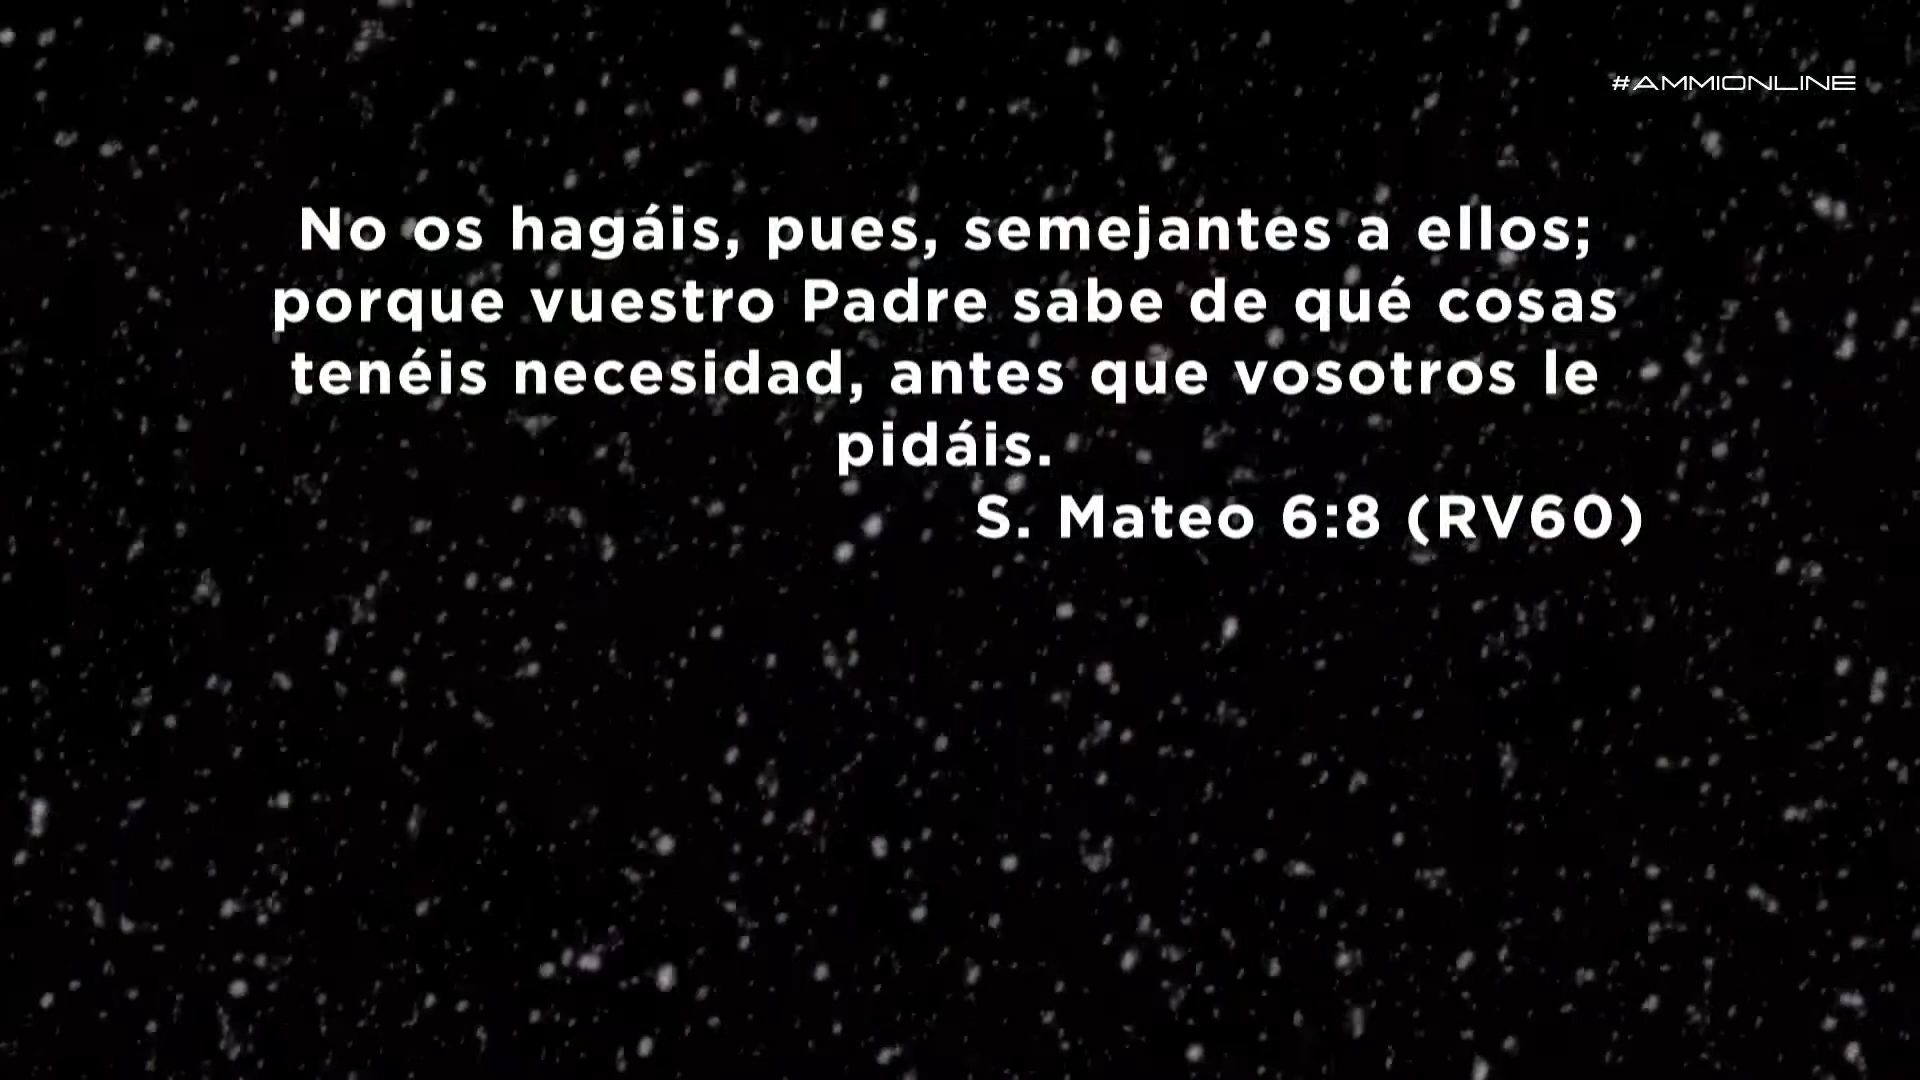 #AMMIONLINE
No os hagáis, pues, semejantes a ellos;
porque vuestro Padre sabe de qué cosas
tenéis necesidad, antes que vosotros le
pidáis.
S. Mateo 6:8 (RV60)